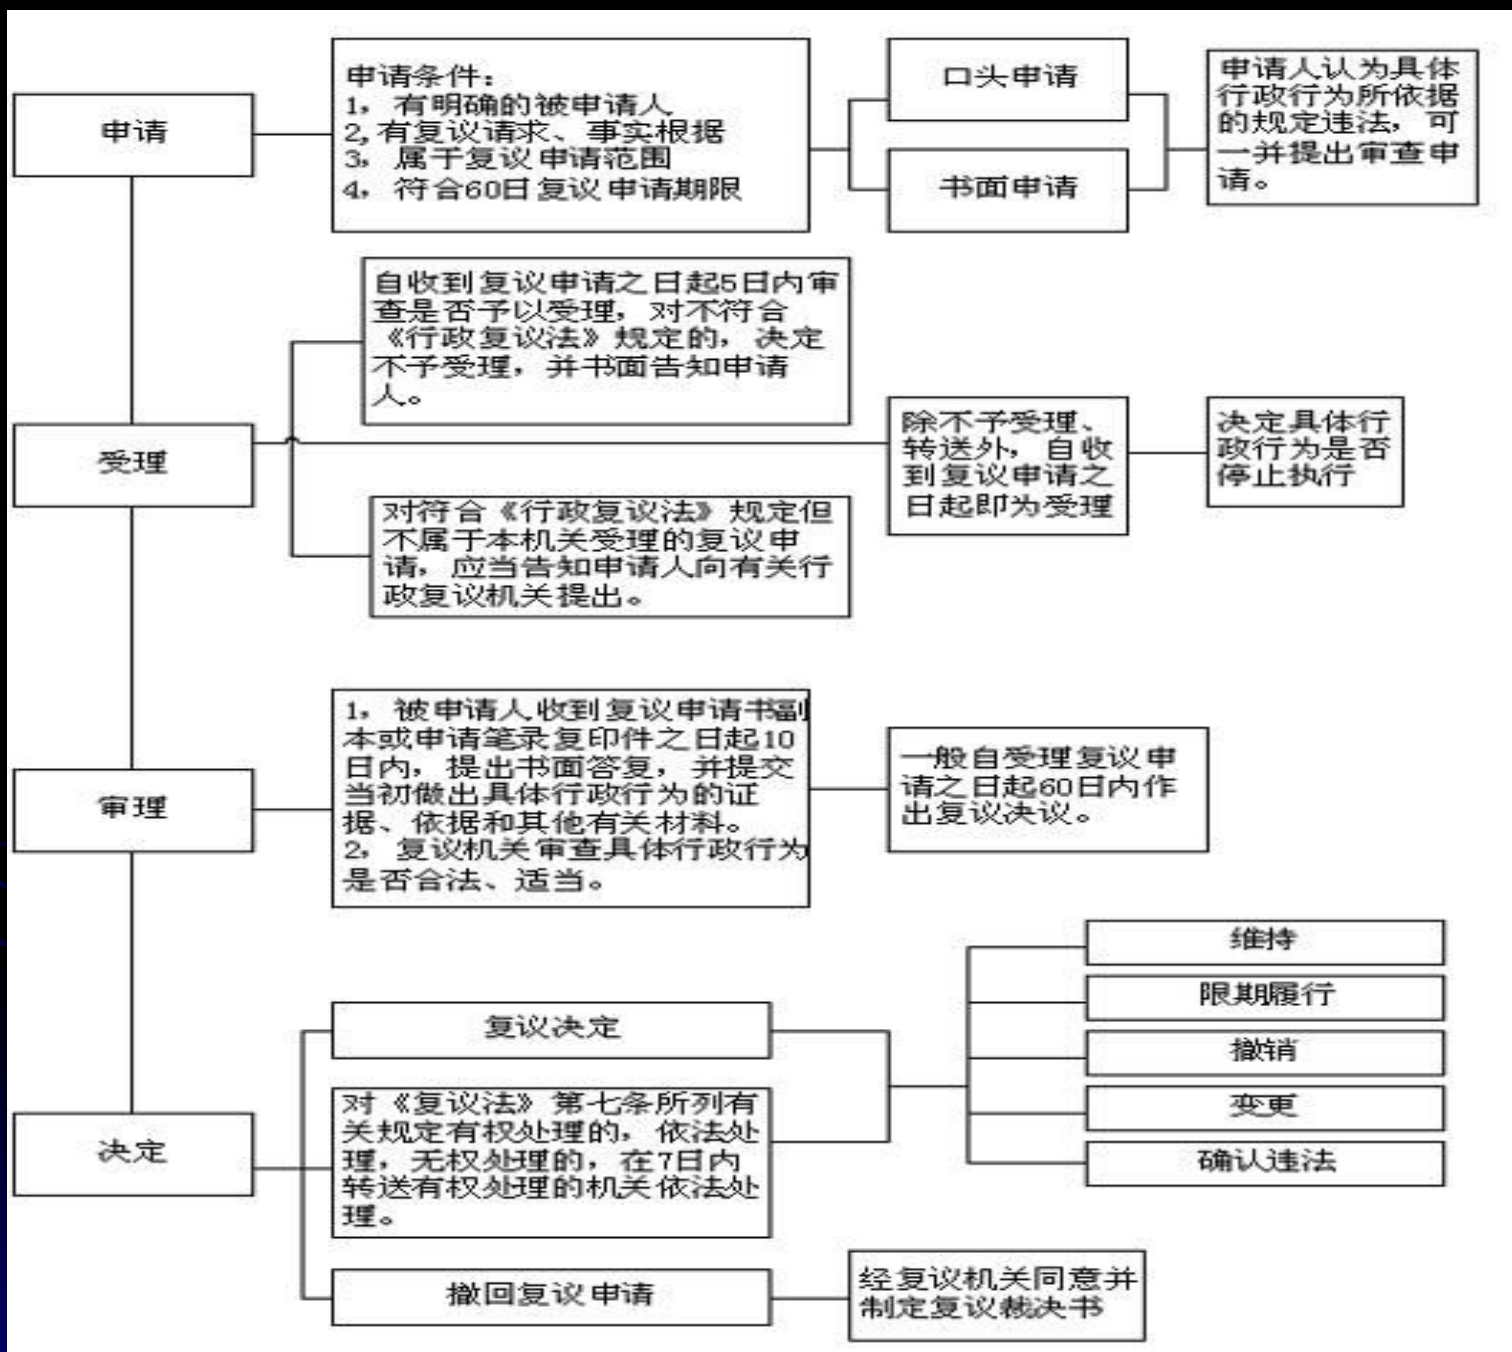 申请
申请条件：
1，有明确的被申请人
2,有复议请求、事实根据
3，属于复议申请范围
4，符合60日复议申请期限
口头申请
书面申请
申请人认为具体
行政行为所依据
的规定违法，可
一并提出审查申
请。
受理
自收到复议申请之日起5日内审
查是否予以受理，对不符合
《行政复议法》规定的，决定
不予受理，并书面告知申请
人。
对符合《行政复议法》规定但
不属于本机关受理的复议申
请，应当告知申请人向有关行
政复议机关提出。
除不予受理、
转送外，自收
到复议申请之
日起即为受理
决定具体行
政行为是否
停止执行
审理
1，被申请人收到复议申请书副
本或申请笔录复印件之日起10
日内，提出书面答复，并提交
当初做出具体行政行为的证
据、依据和其他有关材料。
2，复议机关审查具体行政行为
是否合法、适当。
一般自受理复议申
请之日起60日内作
出复议决议。
决定
复议决定
对《复议法》第七条所列有
关规定有权处理的，依法处
理，无权处理的，在7日内
转送有权处理的机关依法处
理。
撤回复议申请
经复议机关同意并
制定复议裁决书
维持
限期履行
撤销
变更
确认违法